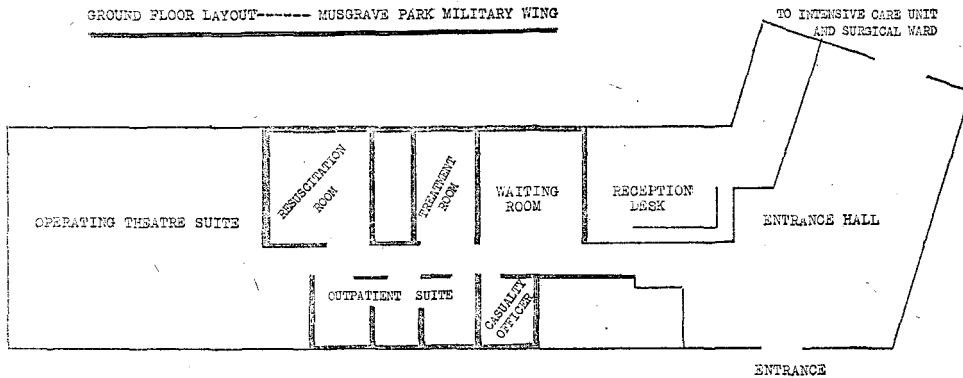 GROUND FLOOR LAYOUT------ MUSGRAVE PARK MILITARY WING
TO INTENSIVE CARE UNIT
AND SURGICAL WARD
OPERATING THEATRE SUITE
RESUSCITATION
ROOM
TREATMENT
ROOM
WAITING
ROOM
RECEPTION
DESK
ENTRANCE HALL
OUTPATIENT SUITE
CASUALTY
OFFICER
ENTRANCE